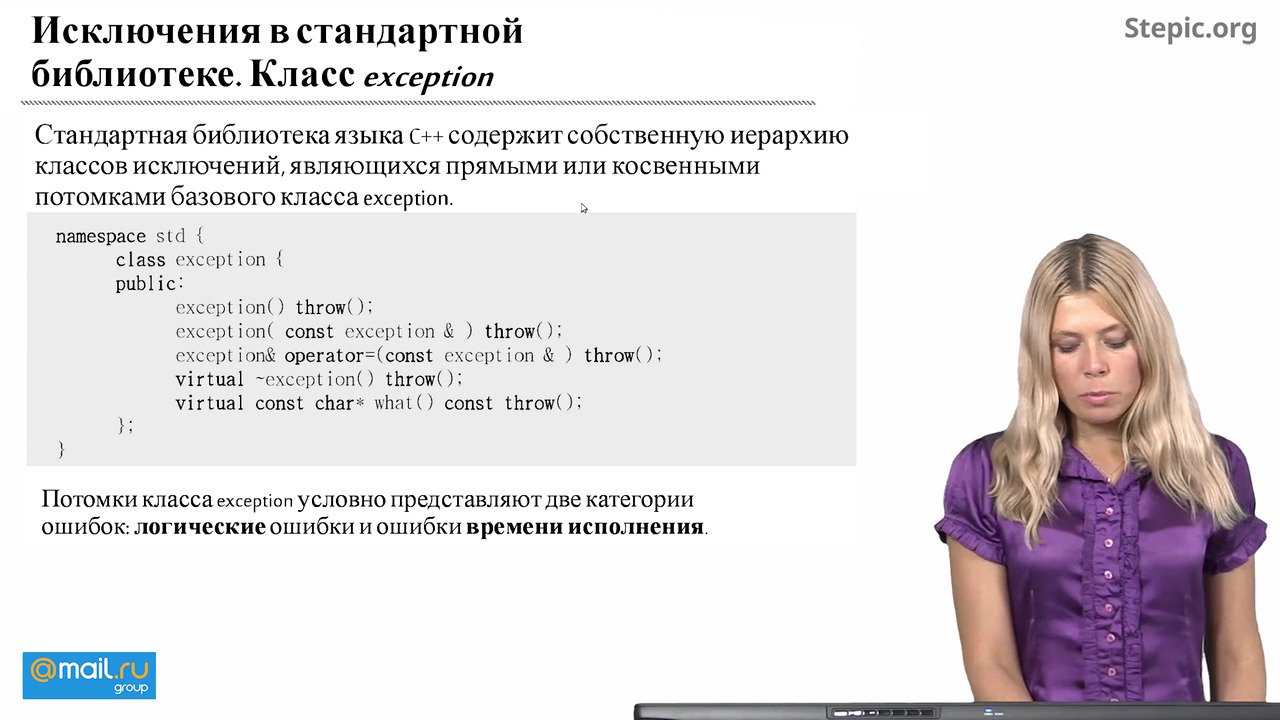 Исключения в стандартной
библиотеке. Класс exception
Stepic.org
Стандартная библиотека языка C++ содержит собственную иерархию
классов исключений, являющихся прямыми или косвенными
потомками базового класса exception.
namespace std {
class exception {
public:
exception() throw();
exception( const exception & ) throw();
exception& operator=(const exception & ) throw();
virtual ~exception() throw();
virtual const char* what() const throw();
};
}
Потомки класса exception условно представляют две категории
ошибок: логические ошибки и ошибки времени исполнения.
@mail.ru
group